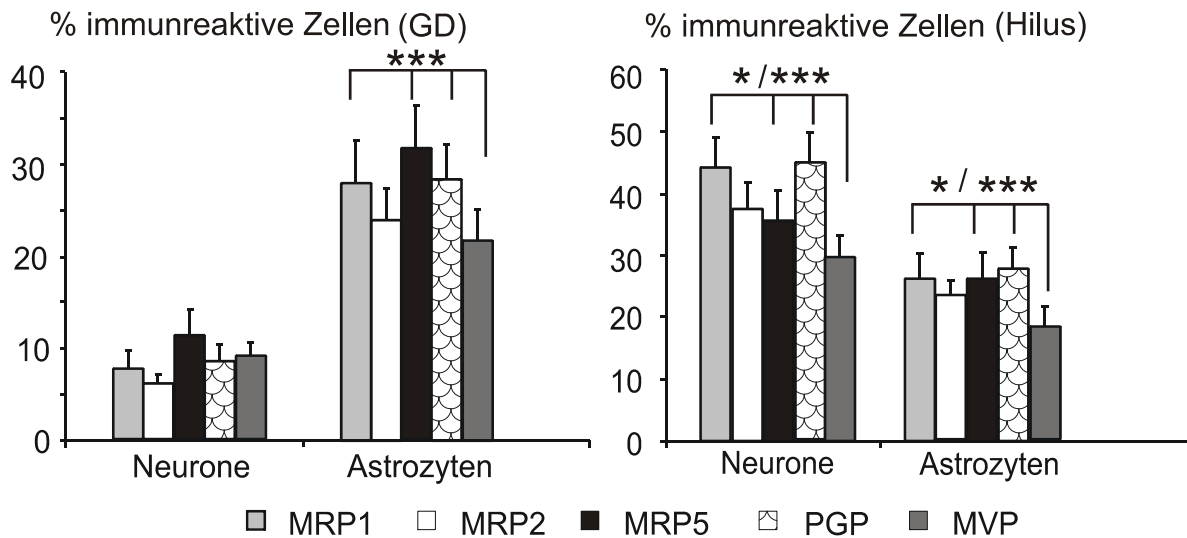 % immunreaktive Zellen (GD)
***
40
30
20
10
0
Neurone
Astrozyten
% immunreaktive Zellen (Hilus)
* / ***
* / ***
60
50
40
30
20
10
0
Neurone
Astrozyten
MRP1 MRP2 MRP5 PGP MVP